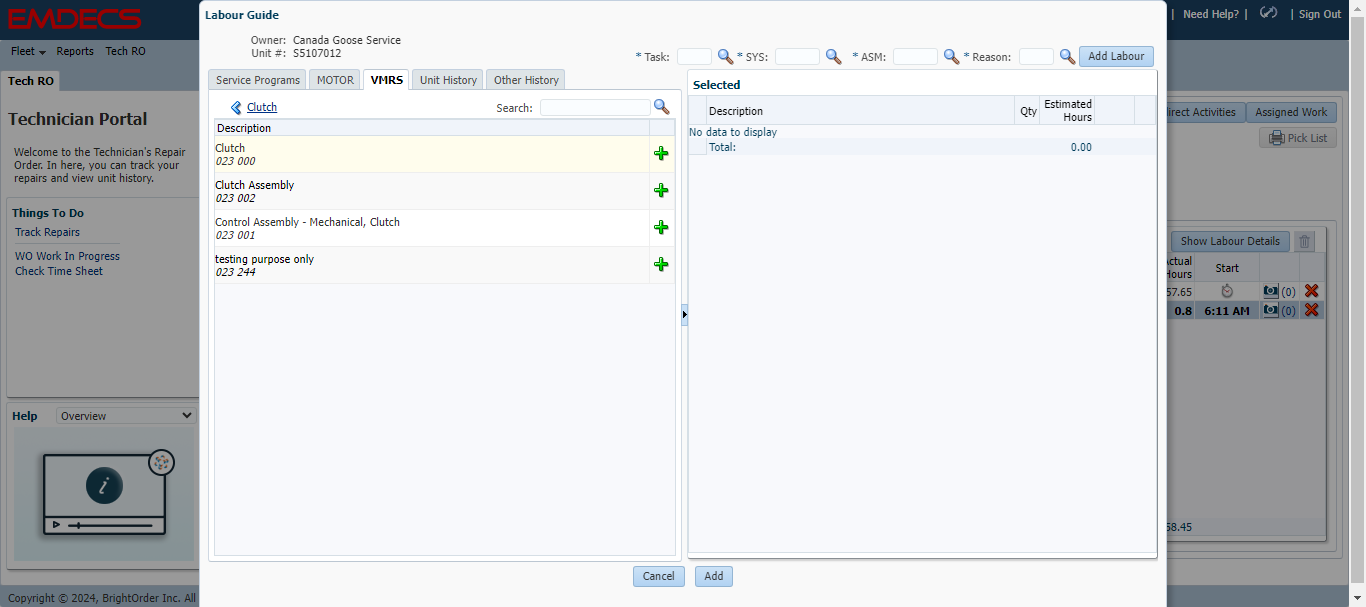 EMDECS
| Need Help? | | Sign Out
Fleet Reports Tech RO
Tech RO
Technician Portal
Welcome to the Technician's Repair
Order. In here, you can track your
repairs and view unit history.
Things To Do
Track Repairs
WO Work In Progress
Check Time Sheet
Help Overview
i
Copyright © 2024, BrightOrder Inc. All
Labour Guide
Owner: Canada Goose Service
Unit #: S5107012
* Task: * SYS: * ASM: * Reason: Add Labour
Service Programs MOTOR VMRS Unit History Other History
Clutch Search:
Description
Clutch
023 000
Clutch Assembly
023 002
Control Assembly - Mechanical, Clutch
023 001
testing purpose only
023 244
Selected
Description Qty Estimated
Hours
No data to display
Total: 0.00
Cancel Add
irect Activities Assigned Work
Pick List
Show Labour Details
ctual
Hours Start
57.65 (0)
0.8 6:11 AM (0)
58.45